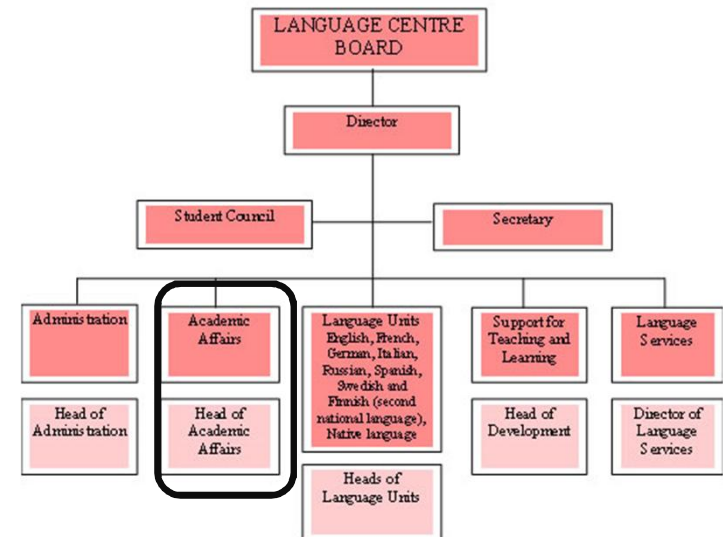 LANGUAGE CENTRE
BOARD
Director
Student Council
Secretary
Administration
Academic
Affairs
Language Units
English, French,
German, Italian,
Russian, Spanish,
Swedish and
Finnish (second
national language),
Native language
Support for
Teaching and
Learning
Language
Services
Head of
Administration
Head of
Academic
Affairs
Heads of
Language Units
Head of
Development
Director of
Language
Services